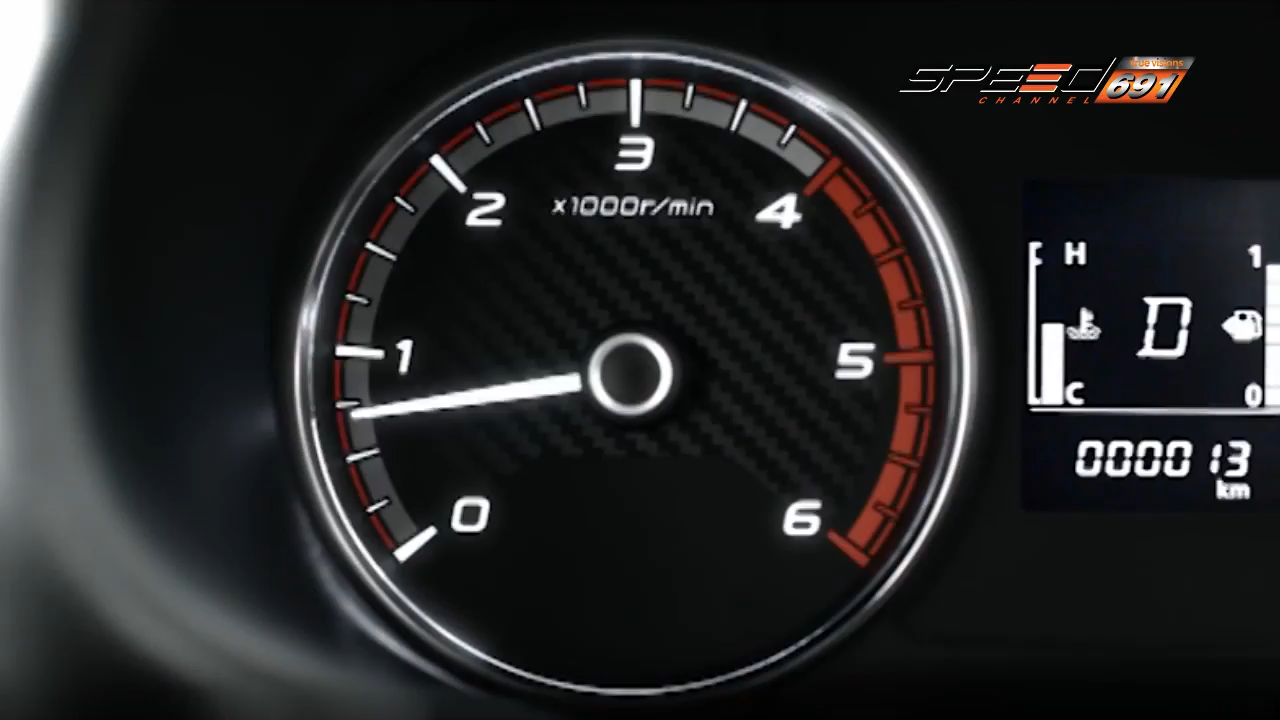 SPEED
true visions
CHANNEL 691
3
2
x1000r/min
4
H
1
D
1
5
C
0
000013
km
0
6